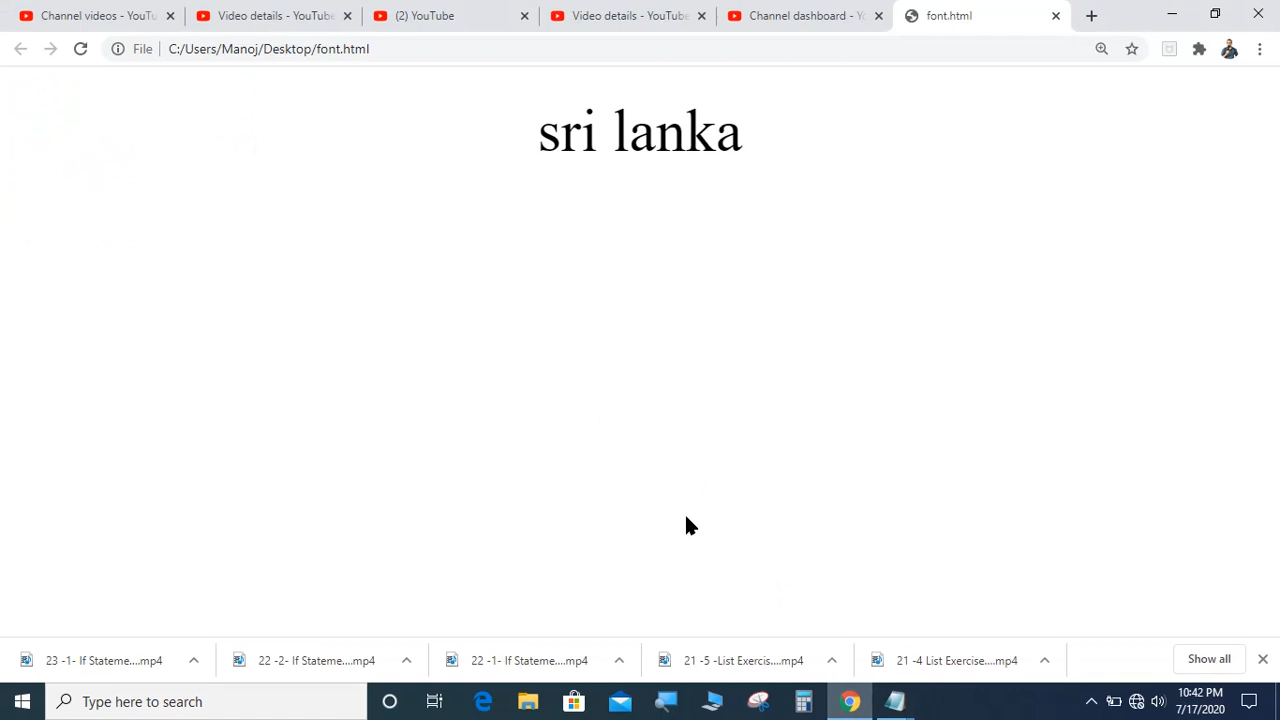 Channel videos - YouTu
Video details - YouTube
(2) YouTube
Video details - YouTube
Channel dashboard - Yo
font.html
File
C:/Users/Manoj/Desktop/font.html
sri lanka
23 -1- If Stateme....mp4
22 -2- If Stateme....mp4
22 -1- If Stateme....mp4
21 -5 -List Exercis....mp4
21 -4 List Exercise....mp4
Show all
Type here to search
10:42 PM
7/17/2020